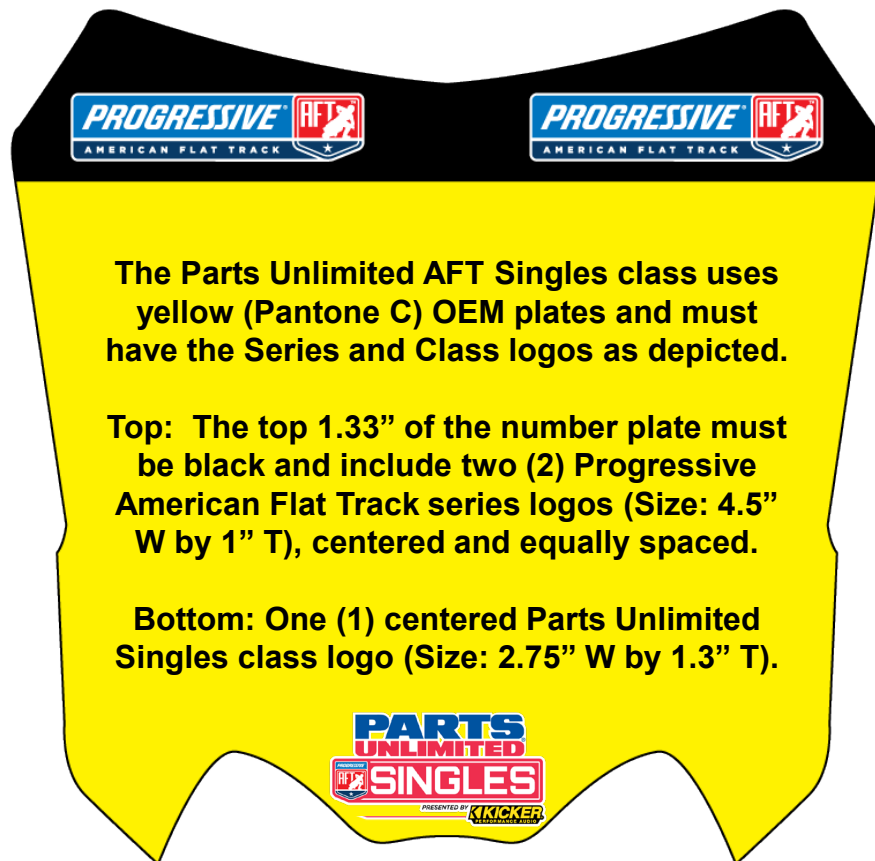 PROGRESSIVE® AFT PROGRESSIVE® AFT
AMERICAN FLAT TRACK AMERICAN FLAT TRACK
The Parts Unlimited AFT Singles class uses
yellow (Pantone C) OEM plates and must
have the Series and Class logos as depicted.
Top:  The top 1.33” of the number plate must
be black and include two (2) Progressive
American Flat Track series logos (Size: 4.5”
W by 1” T), centered and equally spaced.
Bottom: One (1) centered Parts Unlimited
Singles class logo (Size: 2.75” W by 1.3” T).
PARTS
UNLIMITED®
PROGRESSIVE
AFT SINGLES
PRESENTED BY KICKER
PERFORMANCE AUDIO